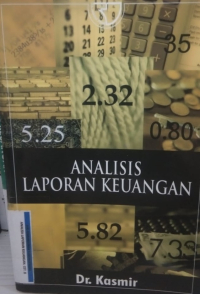 35
2.32
5.25
0.80
ANALISIS
LAPORAN KEUANGAN
5.82
7.38
Dr. Kasmir